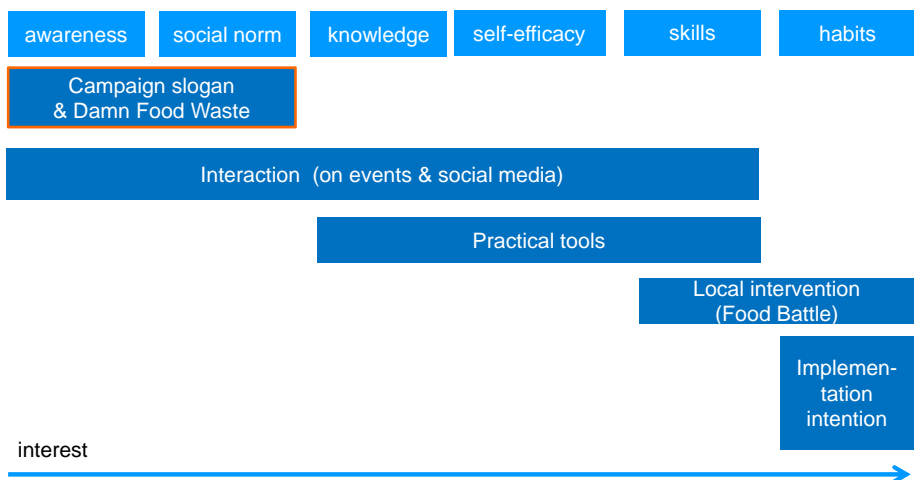 awareness
social norm
knowledge
self-efficacy
skills
habits
Campaign slogan
& Damn Food Waste
Interaction (on events & social media)
Practical tools
Local intervention
(Food Battle)
Implemen-
tation
intention
interest